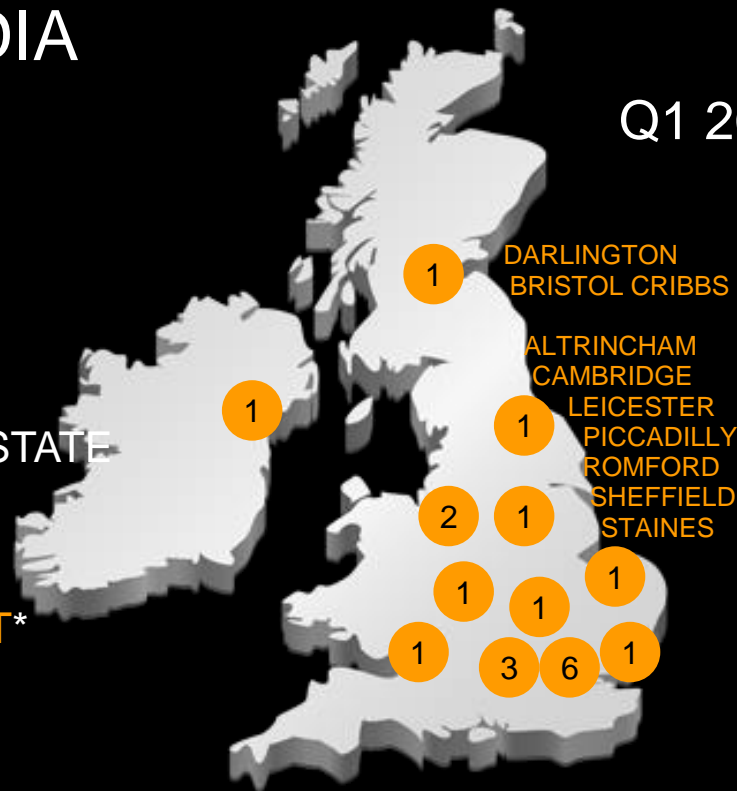 DIA
Q1 20
DARLINGTON
BRISTOL CRIBBS
1
ALTRINCHAM
CAMBRIDGE
LEICESTER
1
1
PICCADILLY
STATE
ROMFORD
SHEFFIELD
2
1
STAINES
1
1
1
T*
1
3
6
1